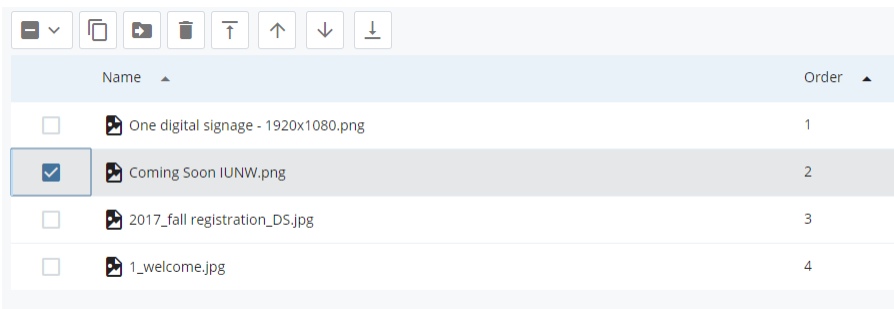 Name Order
One digital signage - 1920x1080.png 1
Coming Soon IUNW.png 2
2017_fall registration_DS.jpg 3
1_welcome.jpg 4